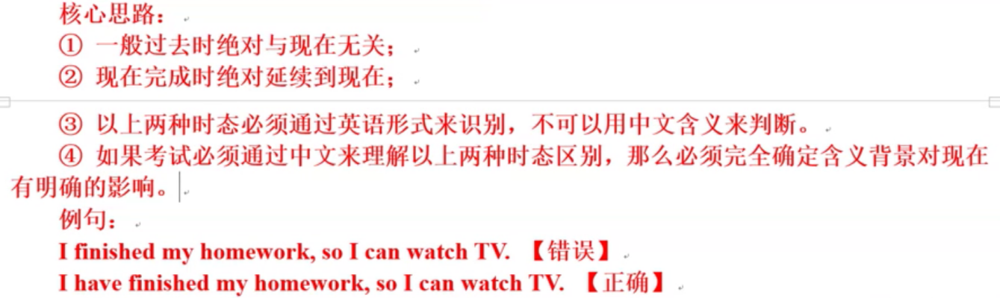 核心思路：
① 一般过去时绝对与现在无关；
② 现在完成时绝对延续到现在；
③ 以上两种时态必须通过英语形式来识别，不可以用中文含义来判断。
④ 如果考试必须通过中文来理解以上两种时态区别，那么必须完全确定含义背景对现在
有明确的影响。
例句：
I finished my homework, so I can watch TV. 【错误】
I have finished my homework, so I can watch TV. 【正确】